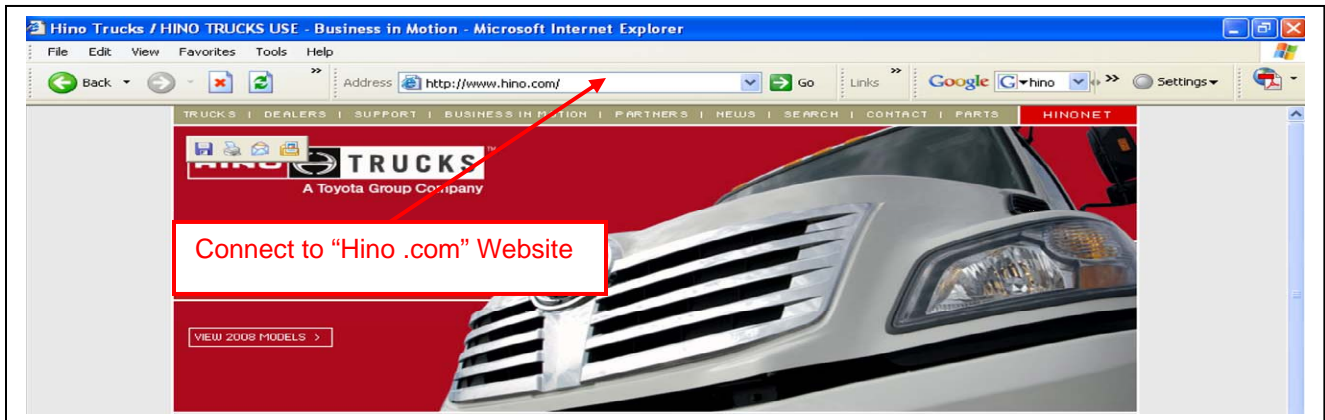 Hino Trucks / HINO TRUCKS USE - Business in Motion - Microsoft Internet Explorer
File Edit View Favorites Tools Help
Back Address http://www.hino.com/ Go Links Google G hino Settings
TRUCKS | DEALERS | SUPPORT | BUSINESS IN MOTION | PARTNERS | NEWS | SEARCH | CONTACT | PARTS HINONET
HINO TRUCKS™
A Toyota Group Company
Connect to “Hino .com” Website
VIEW 2008 MODELS >